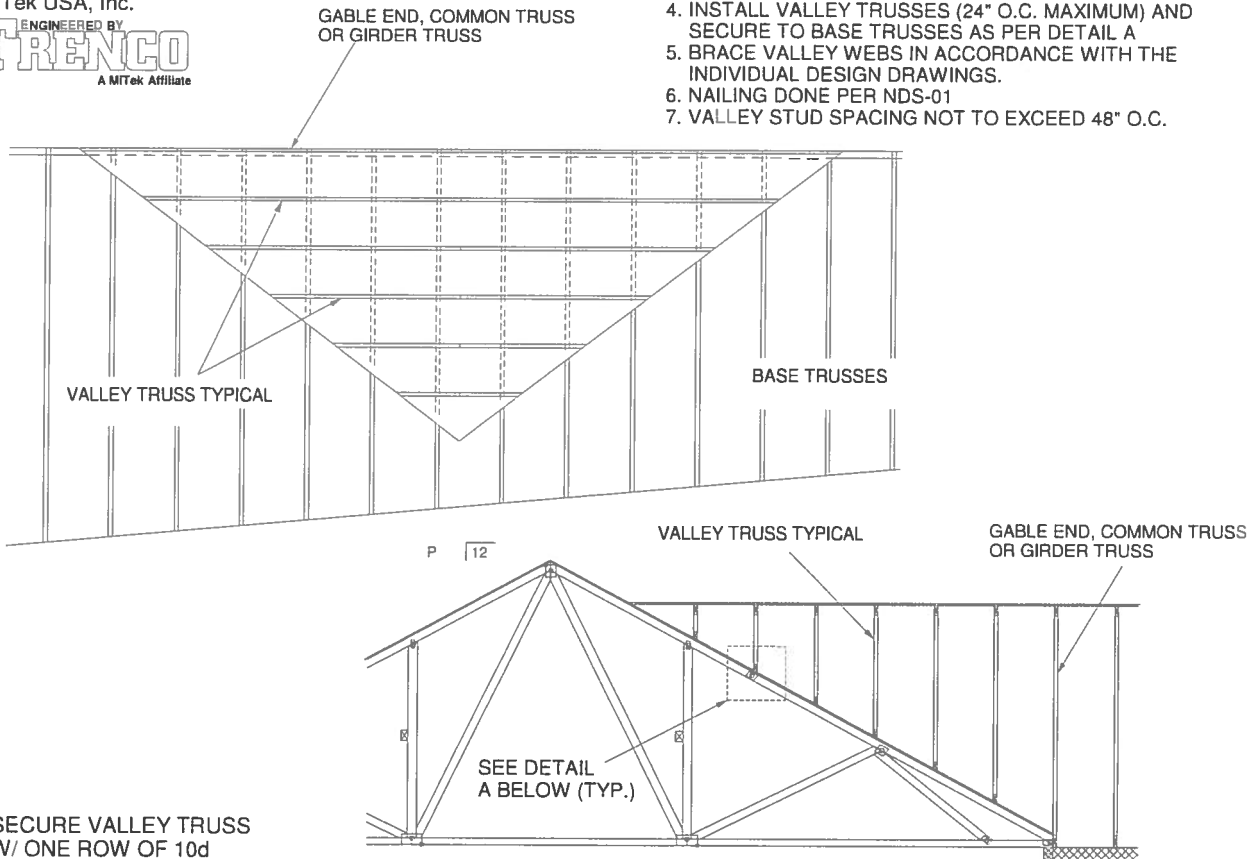 Tek USA, Inc.
ENGINEERED BY
TRENCO
A MiTek Affiliate
GABLE END, COMMON TRUSS
OR GIRDER TRUSS
4. INSTALL VALLEY TRUSSES (24" O.C. MAXIMUM) AND
SECURE TO BASE TRUSSES AS PER DETAIL A
5. BRACE VALLEY WEBS IN ACCORDANCE WITH THE
INDIVIDUAL DESIGN DRAWINGS.
6. NAILING DONE PER NDS-01
7. VALLEY STUD SPACING NOT TO EXCEED 48" O.C.
VALLEY TRUSS TYPICAL
BASE TRUSSES
P 12
VALLEY TRUSS TYPICAL
GABLE END, COMMON TRUSS
OR GIRDER TRUSS
SEE DETAIL
A BELOW (TYP.)
SECURE VALLEY TRUSS
W/ ONE ROW OF 10d